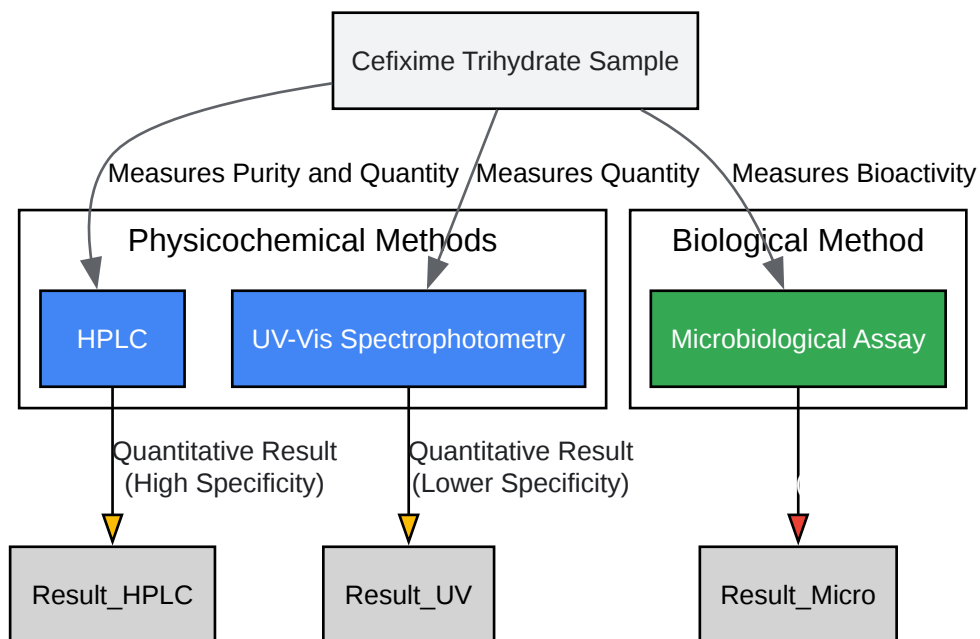 Cefixime Trihydrate Sample
Measures Purity and Quantity
Measures Quantity
Measures Bioactivity
Physicochemical Methods
Biological Method
HPLC
UV-Vis Spectrophotometry
Microbiological Assay
Quantitative Result
(High Specificity)
Quantitative Result
(Lower Specificity)
Result_HPLC
Result_UV
Result_Micro